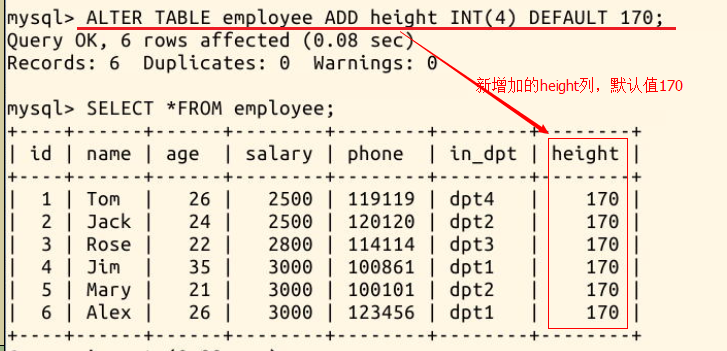 mysql> ALTER TABLE employee ADD height INT(4) DEFAULT 170;
Query OK, 6 rows affected (0.08 sec)
Records: 6  Duplicates: 0  Warnings: 0
新增加的height列，默认值170
mysql> SELECT *FROM employee;
+----+------+------+--------+--------+--------+--------+
| id | name | age  | salary | phone  | in_dpt | height |
+----+------+------+--------+--------+--------+--------+
|  1 | Tom  |   26 |   2500 | 119119 | dpt4   |    170 |
|  2 | Jack |   24 |   2500 | 120120 | dpt2   |    170 |
|  3 | Rose |   22 |   2800 | 114114 | dpt3   |    170 |
|  4 | Jim  |   35 |   3000 | 100861 | dpt1   |    170 |
|  5 | Mary |   21 |   3000 | 100101 | dpt2   |    170 |
|  6 | Alex |   26 |   3000 | 123456 | dpt1   |    170 |
+----+------+------+--------+--------+--------+--------+